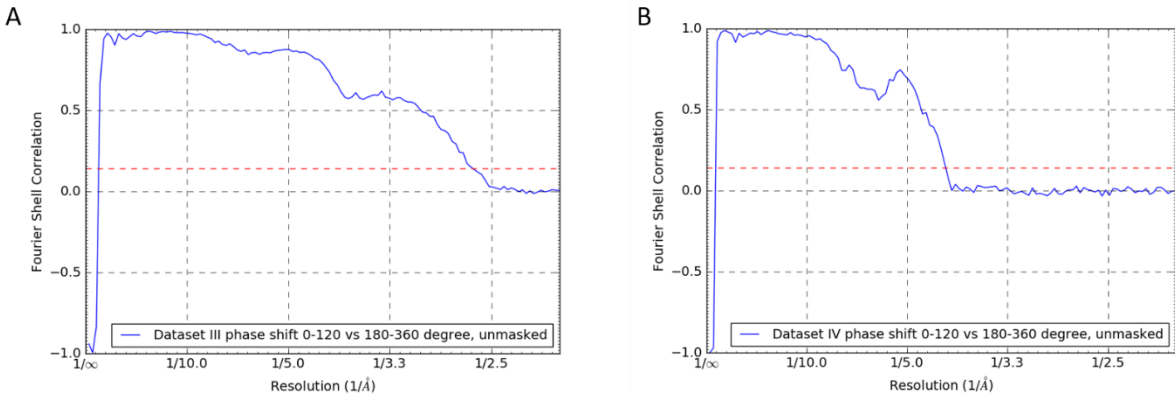 A
1.0
0.5
0.0
−0.5
−1.0
Fourier Shell Correlation
Dataset III phase shift 0-120 vs 180-360 degree, unmasked
1/∞
1/10.0
1/5.0
1/3.3
1/2.5
Resolution (1/Å)
B
1.0
0.5
0.0
−0.5
−1.0
Fourier Shell Correlation
Dataset IV phase shift 0-120 vs 180-360 degree, unmasked
1/∞
1/10.0
1/5.0
1/3.3
1/2.5
Resolution (1/Å)